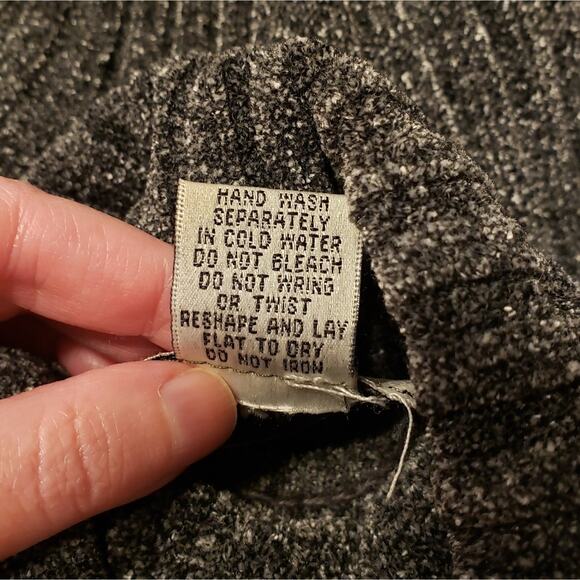 HAND WASH
SEPARATELY
IN COLD WATER
DO NOT BLEACH
DO NOT WRING
OR TWIST
RESHAPE AND LAY
FLAT TO DRY
DO NOT IRON